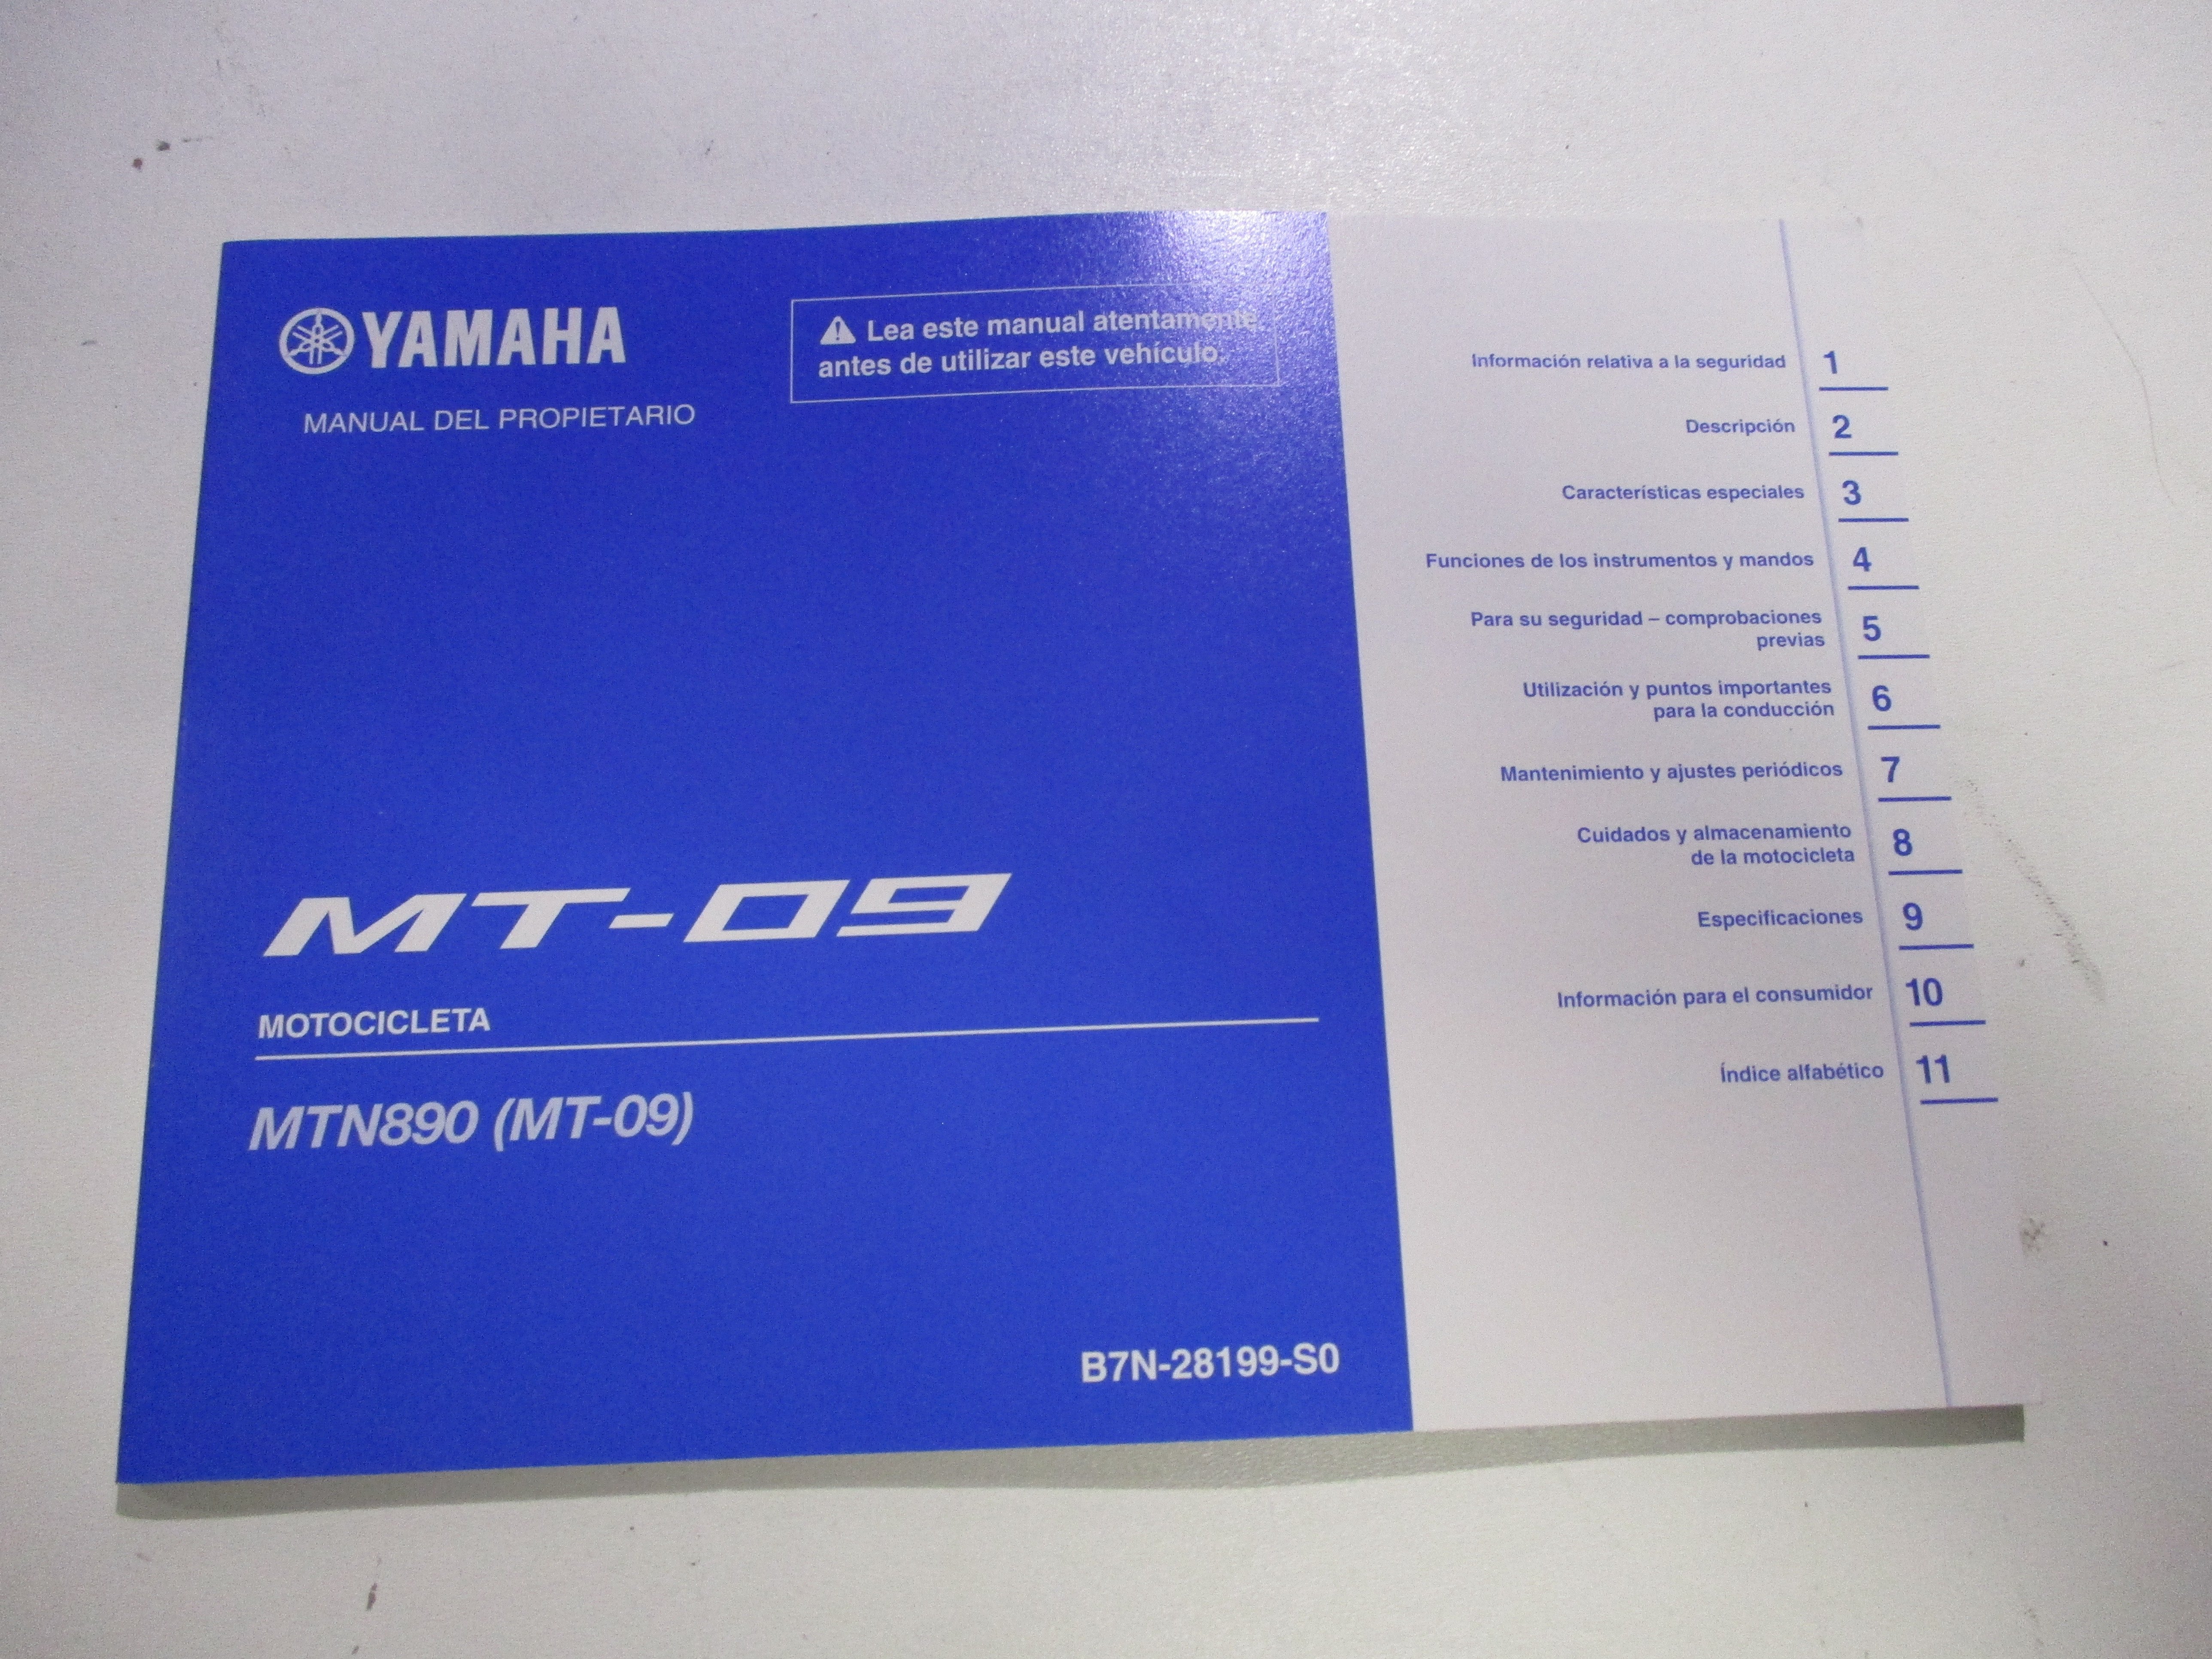 YAMAHA
MANUAL DEL PROPIETARIO
Lea este manual atentamente
antes de utilizar este vehículo.
MT-09
MOTOCICLETA
MTN890 (MT-09)
B7N-28199-S0
Información relativa a la seguridad 1
Descripción 2
Características especiales 3
Funciones de los instrumentos y mandos 4
Para su seguridad – comprobaciones
previas 5
Utilización y puntos importantes
para la conducción 6
Mantenimiento y ajustes periódicos 7
Cuidados y almacenamiento
de la motocicleta 8
Especificaciones 9
Información para el consumidor 10
Índice alfabético 11